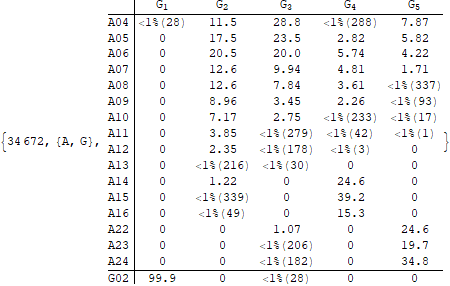 G₁ G₂ G₃ G₄ G₅
A04 <1%(28) 11.5 28.8 <1%(288) 7.87
A05 0 17.5 23.5 2.82 5.82
A06 0 20.5 20.0 5.74 4.22
A07 0 12.6 9.94 4.81 1.71
A08 0 12.6 7.84 3.61 <1%(337)
A09 0 8.96 3.45 2.26 <1%(93)
A10 0 7.17 2.75 <1%(233) <1%(17)
A11 0 3.85 <1%(279) <1%(42) <1%(1)
{34 672, {A, G}, A12 0 2.35 <1%(178) <1%(3) 0 }
A13 0 <1%(216) <1%(30) 0 0
A14 0 1.22 0 24.6 0
A15 0 <1%(339) 0 39.2 0
A16 0 <1%(49) 0 15.3 0
A22 0 0 1.07 0 24.6
A23 0 0 <1%(206) 0 19.7
A24 0 0 <1%(182) 0 34.8
G02 99.9 0 <1%(28) 0 0